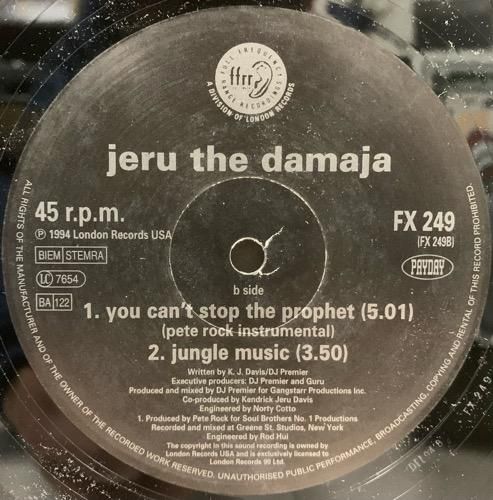 FULL FREQUENCY
ffrr
RANGE RECORDINGS
A DIVISION OF LONDON RECORDS
jeru the damaja
45 r.p.m.
Ⓟ 1994 London Records USA
BIEM STEMRA
LC 7654
BA 122
FX 249
(FX 249B)
PAYDAY
b side
1. you can't stop the prophet (5.01)
(pete rock instrumental)
2. jungle music (3.50)
Written by K. J. Davis/DJ Premier
Executive producers: DJ Premier and Guru
Produced and mixed by DJ Premier for Gangstarr Productions Inc.
Co-produced by Kendrick Jeru Davis
Engineered by Norty Cotto
1. Produced by Pete Rock for Soul Brothers No. 1 Productions
Recorded and mixed at Greene St. Studios, New York
Engineered by Rod Hui
The copyright in this sound recording is owned by
London Records USA and is exclusively licensed to
London Records 90 Ltd.
ALL RIGHTS OF THE MANUFACTURER AND OF THE OWNER OF THE RECORDED WORK RESERVED. UNAUTHORISED PUBLIC PERFORMANCE, BROADCASTING, COPYING AND RENTAL OF THIS RECORD PROHIBITED.
FX 249